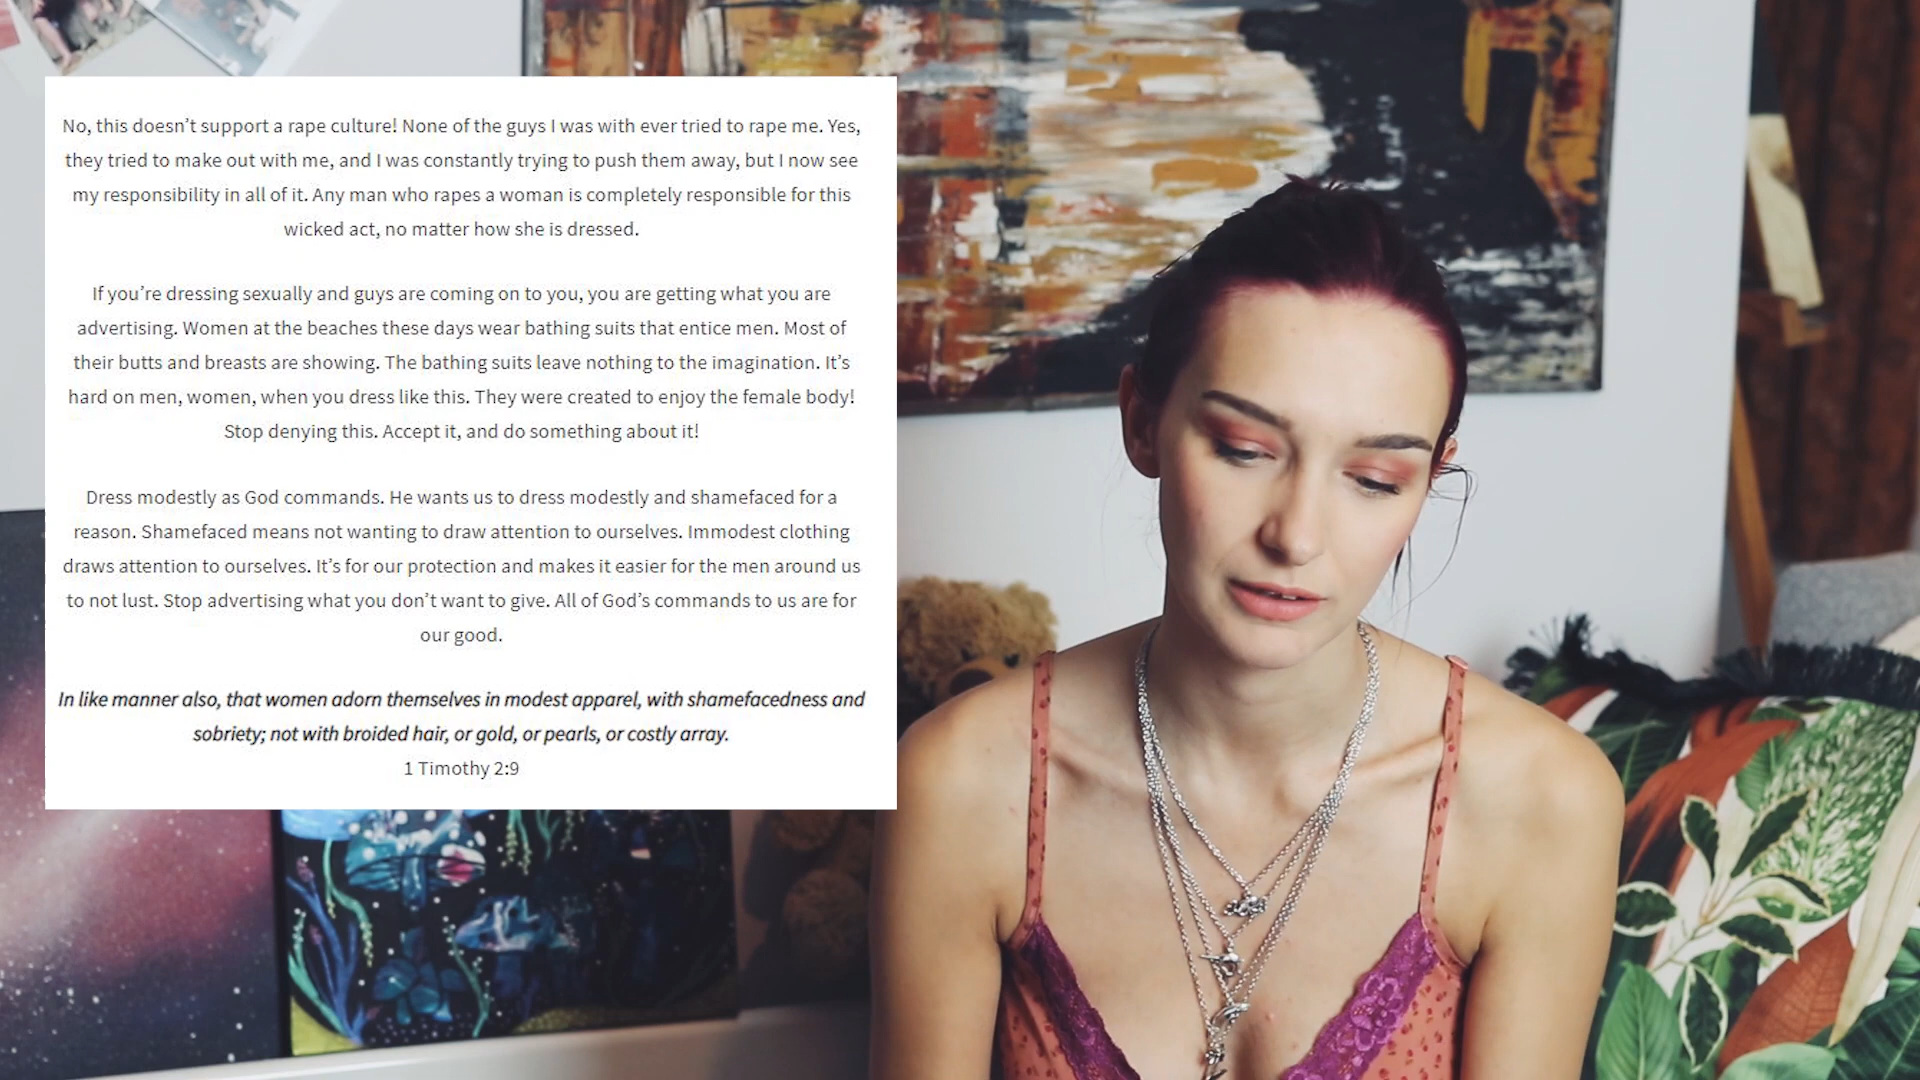 No, this doesn’t support a rape culture! None of the guys I was with ever tried to rape me. Yes,
they tried to make out with me, and I was constantly trying to push them away, but I now see
my responsibility in all of it. Any man who rapes a woman is completely responsible for this
wicked act, no matter how she is dressed.
If you’re dressing sexually and guys are coming on to you, you are getting what you are
advertising. Women at the beaches these days wear bathing suits that entice men. Most of
their butts and breasts are showing. The bathing suits leave nothing to the imagination. It’s
hard on men, women, when you dress like this. They were created to enjoy the female body!
Stop denying this. Accept it, and do something about it!
Dress modestly as God commands. He wants us to dress modestly and shamefaced for a
reason. Shamefaced means not wanting to draw attention to ourselves. Immodest clothing
draws attention to ourselves. It’s for our protection and makes it easier for the men around us
to not lust. Stop advertising what you don’t want to give. All of God’s commands to us are for
our good.
In like manner also, that women adorn themselves in modest apparel, with shamefacedness and
sobriety; not with broided hair, or gold, or pearls, or costly array.
1 Timothy 2:9